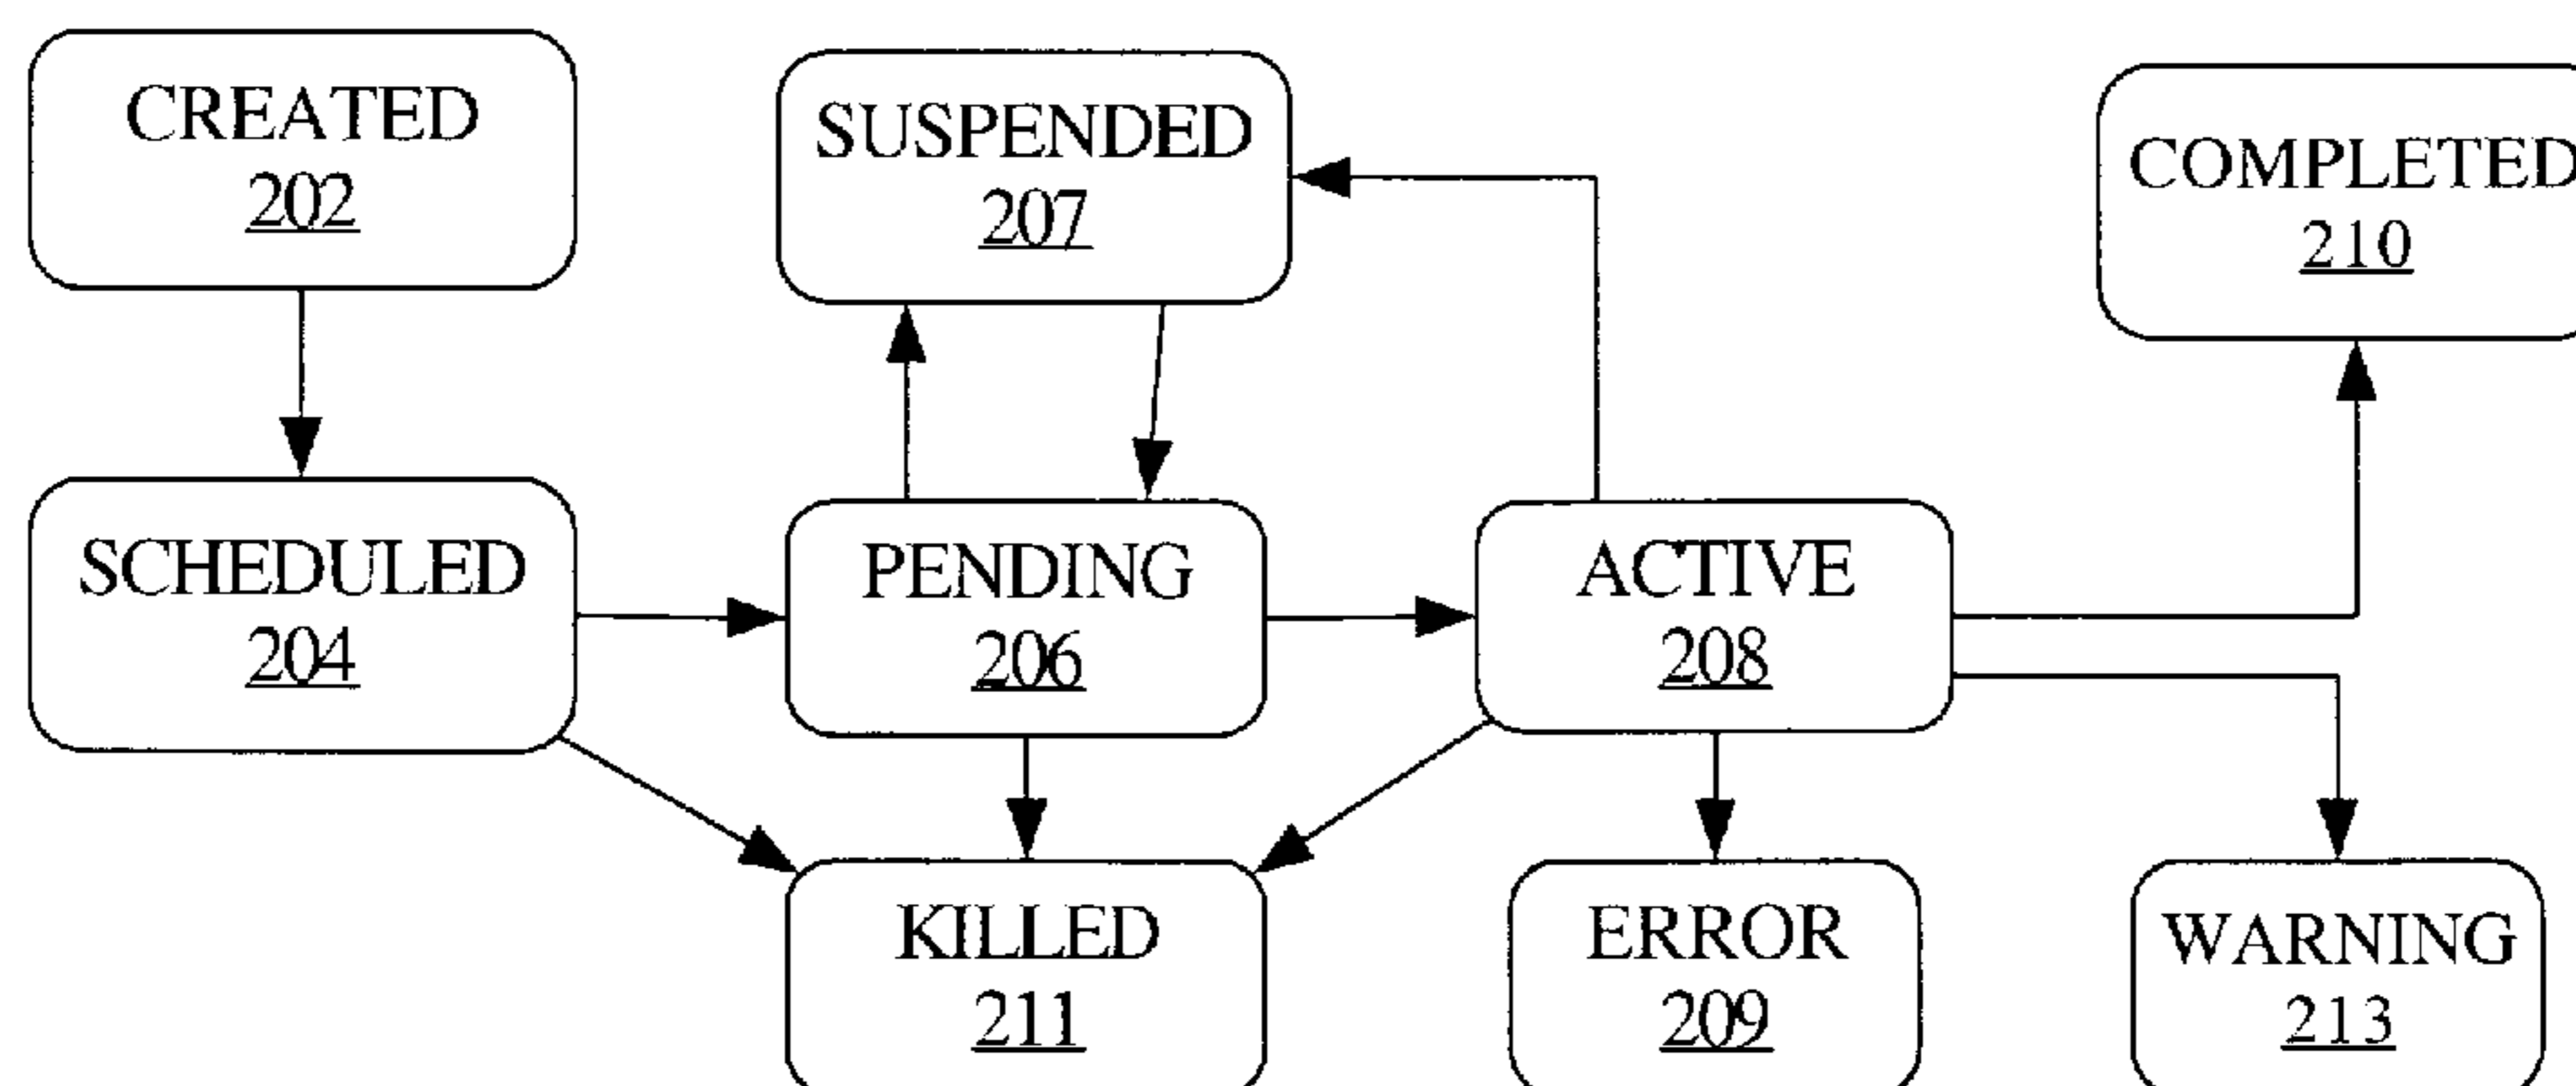 CREATED
202
SUSPENDED
207
COMPLETED
210
SCHEDULED
204
PENDING
206
ACTIVE
208
KILLED
211
ERROR
209
WARNING
213